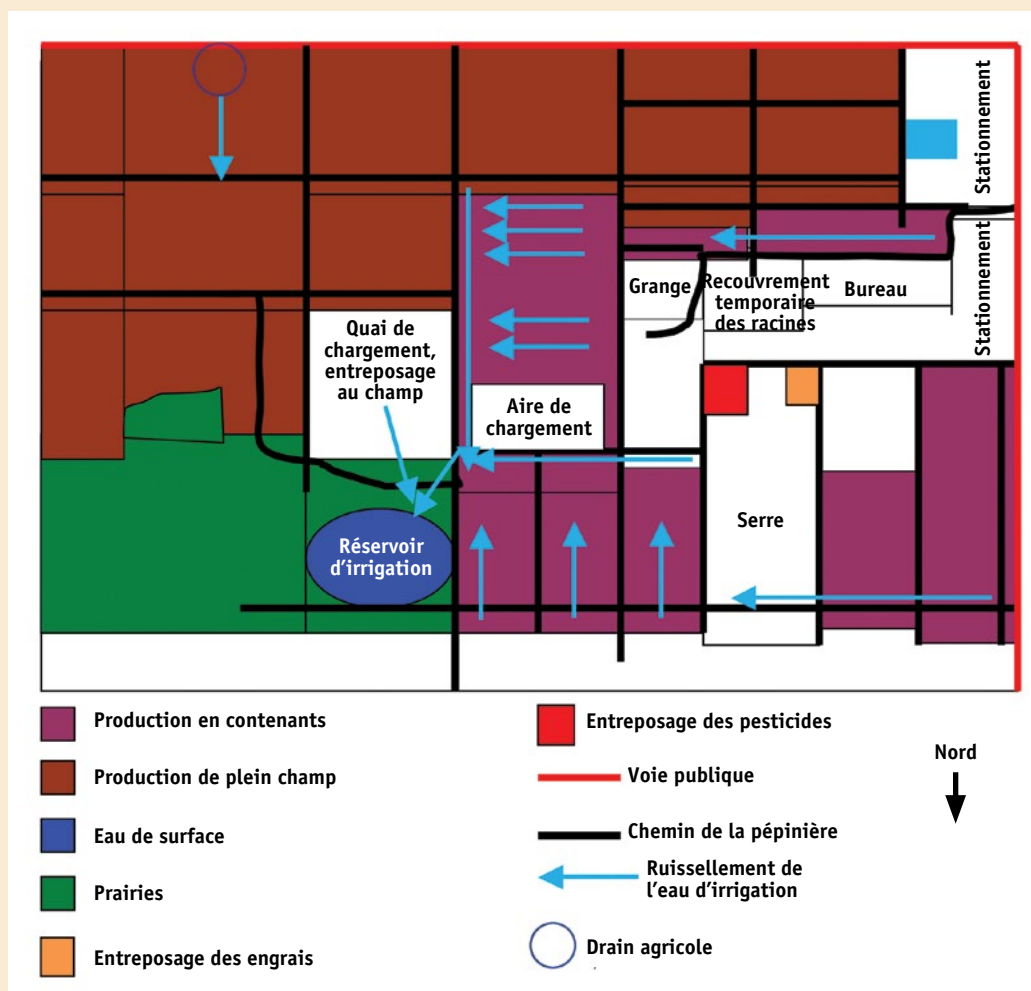 Stationnement
Grange
Recouvrement
temporaire
des racines
Bureau
Stationnement
Quai de
chargement,
entreposage
au champ
Aire de
chargement
Serre
Réservoir
d'irrigation
Production en contenants
Production de plein champ
Eau de surface
Prairies
Entreposage des engrais
Entreposage des pesticides
Voie publique
Chemin de la pépinière
Ruissellement de
l'eau d'irrigation
Drain agricole
Nord